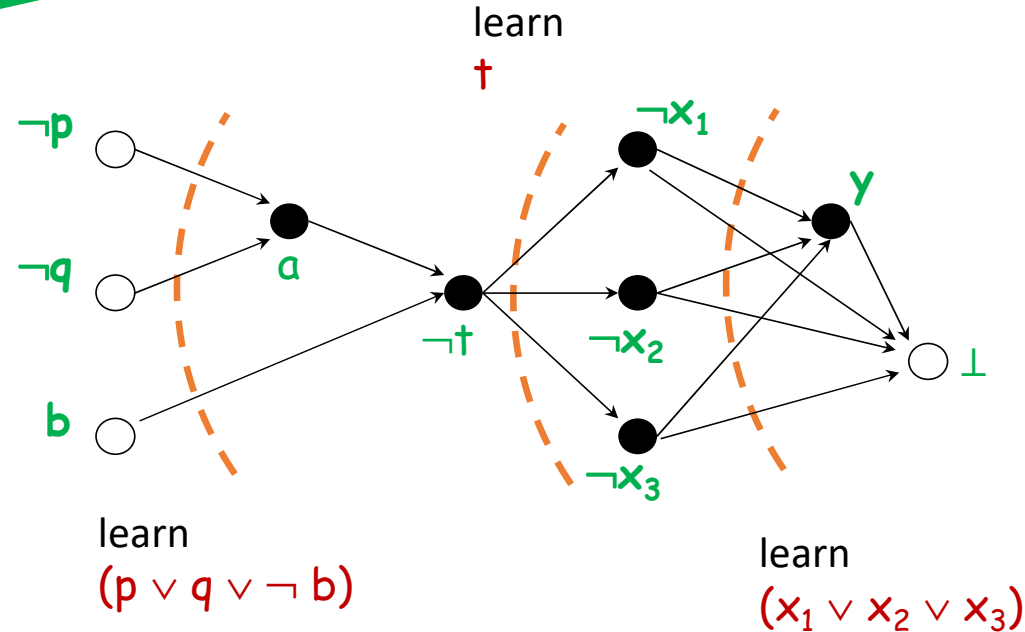 learn
t
¬p
¬x₁
y
¬q
a
¬t
¬x₂
⊥
b
¬x₃
learn
(p ∨ q ∨ ¬ b)
learn
(x₁ ∨ x₂ ∨ x₃)